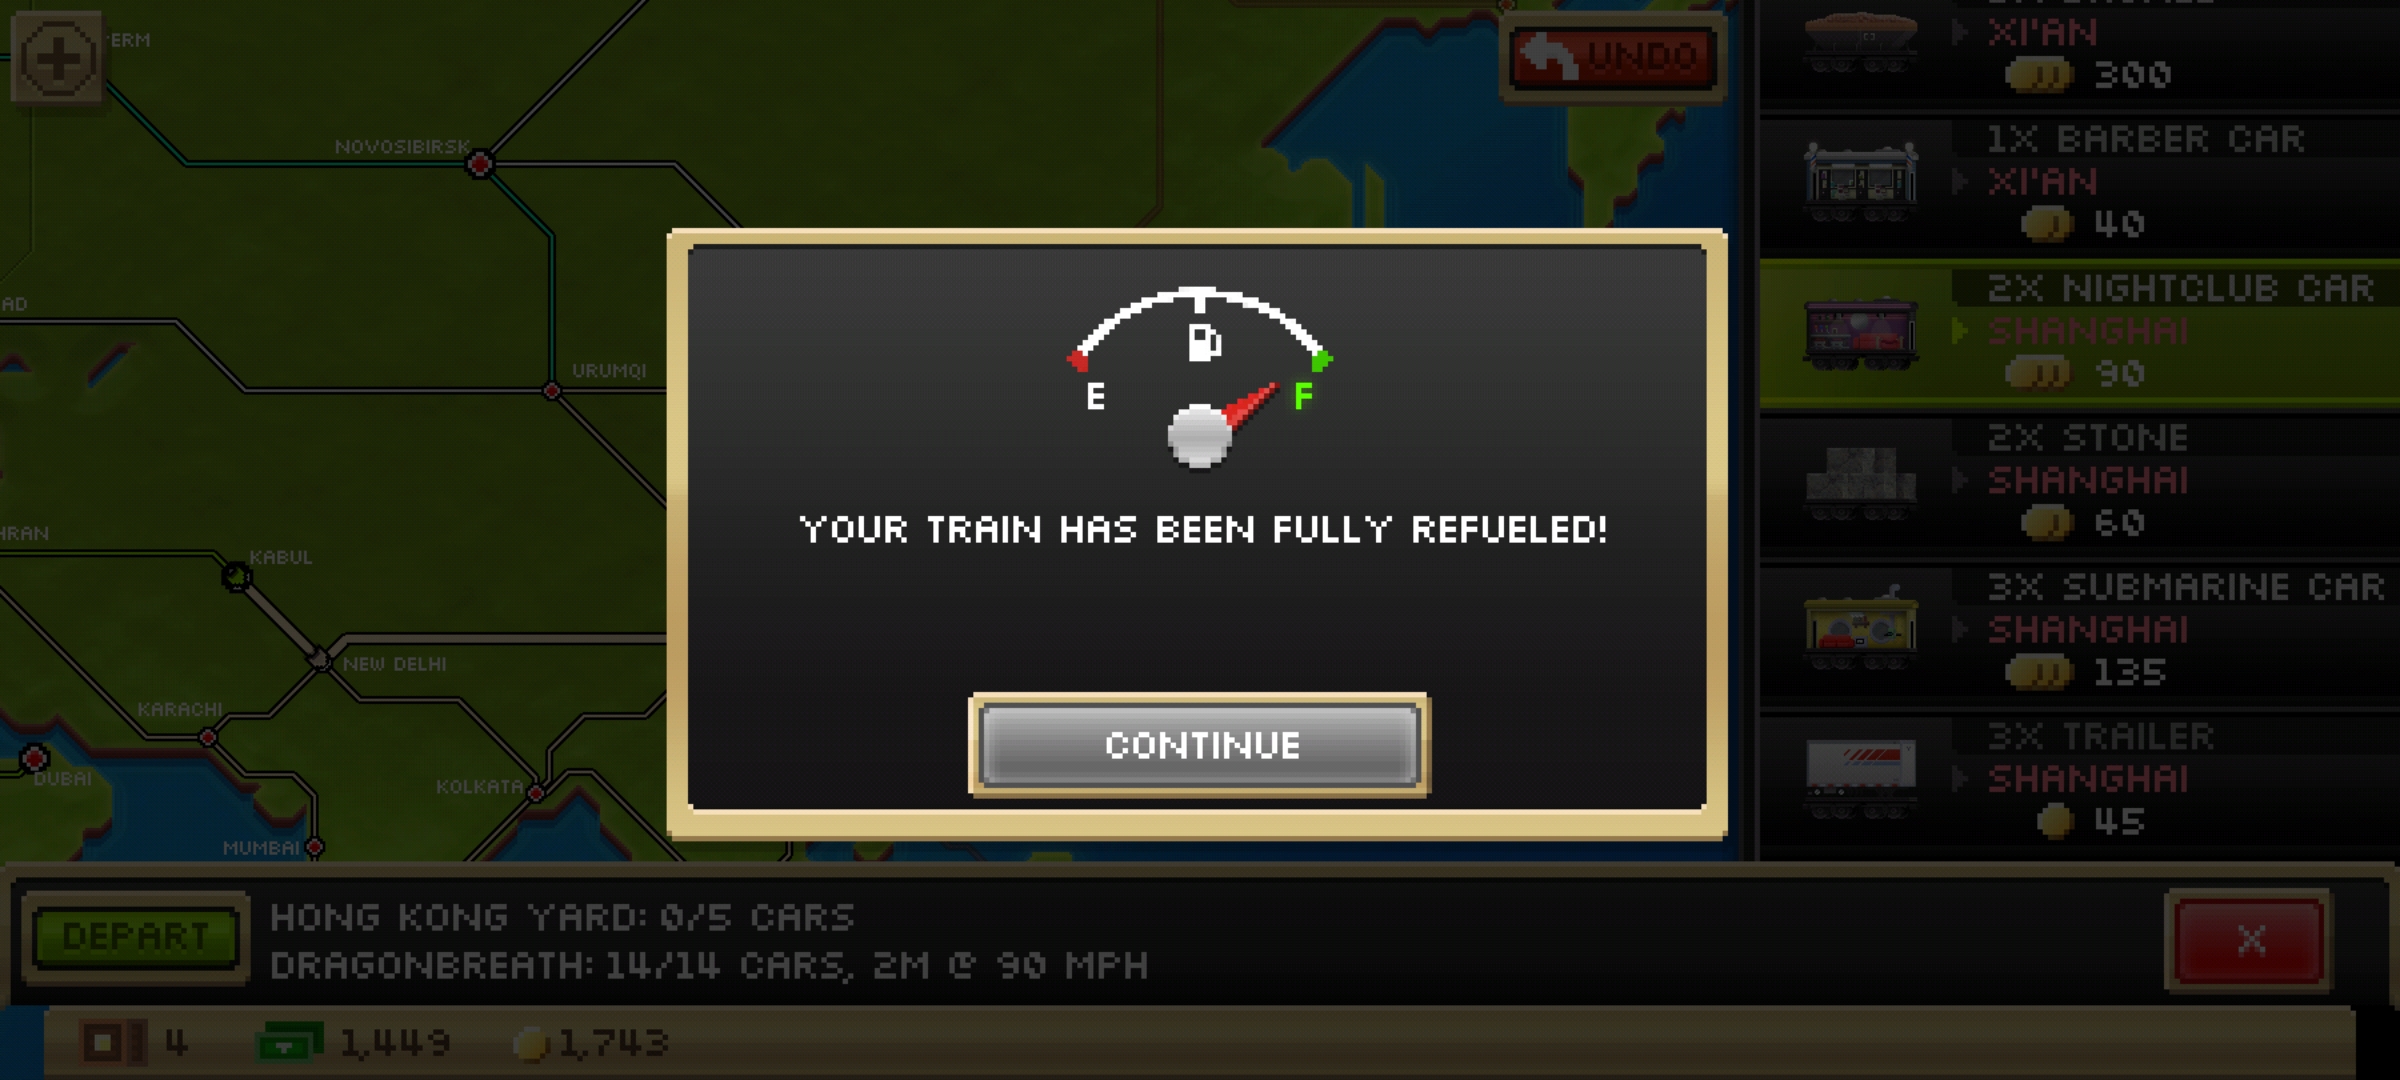 ERM
UNDO
XI'AN
300
NOVOSIBIRSK
1X BARBER CAR
XI'AN
40
AD
2X NIGHTCLUB CAR
SHANGHAI
90
URUMQI
E
F
2X STONE
SHANGHAI
60
YOUR TRAIN HAS BEEN FULLY REFUELED!
HRAN
KABUL
3X SUBMARINE CAR
SHANGHAI
135
NEW DELHI
KARACHI
3X TRAILER
SHANGHAI
45
CONTINUE
DUBAI
KOLKATA
MUMBAI
DEPART
HONG KONG YARD: 0/5 CARS
DRAGONBREATH: 14/14 CARS, 2M @ 90 MPH
X
4
1,449
1,743